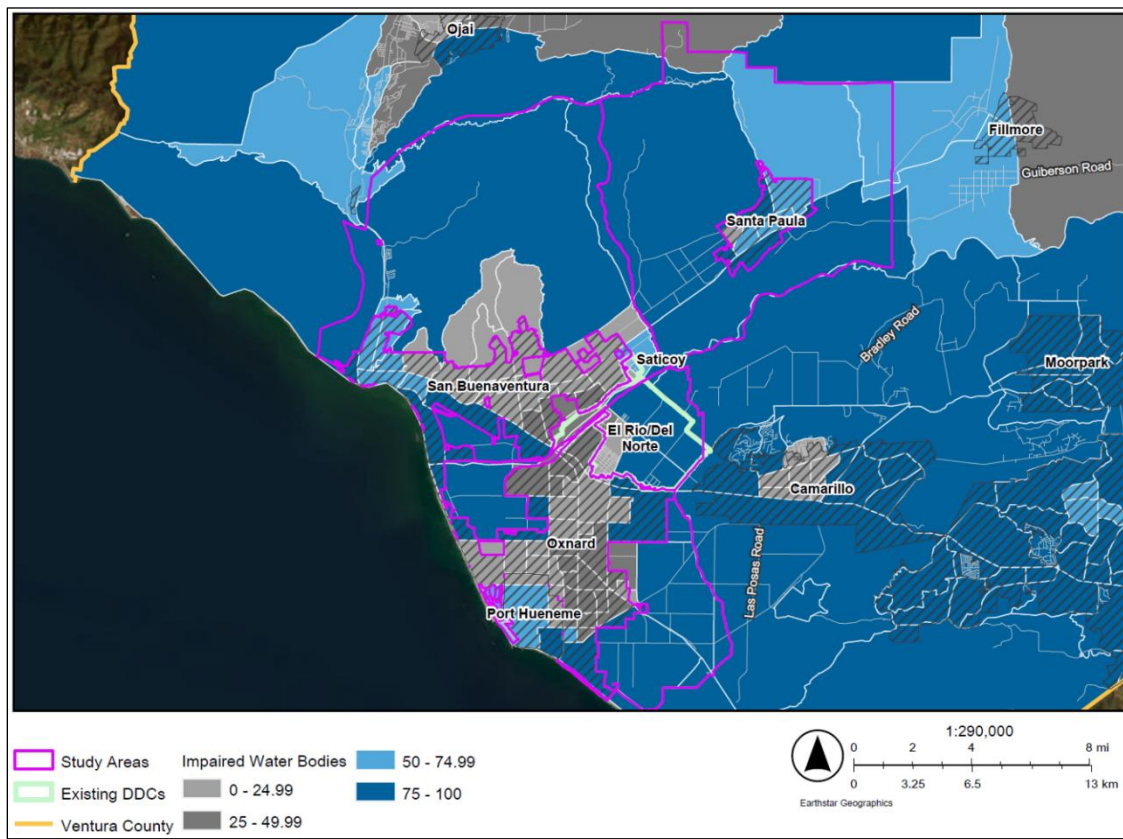 Ojai
Fillmore
Guiberson Road
Santa Paula
Bradley Road
Moorpark
Saticoy
San Buenaventura
El Rio/Del
Norte
Camarillo
Las Posas Road
Oxnard
Port Hueneme
Study Areas
Existing DDCs
Ventura County
Impaired Water Bodies
0 - 24.99
25 - 49.99
50 - 74.99
75 - 100
1:290,000
0 2 4 8 mi
0 3.25 6.5 13 km
Earthstar Geographics